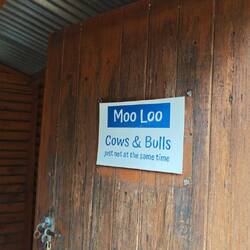 Moo Loo
Cows & Bulls
just not at the same time